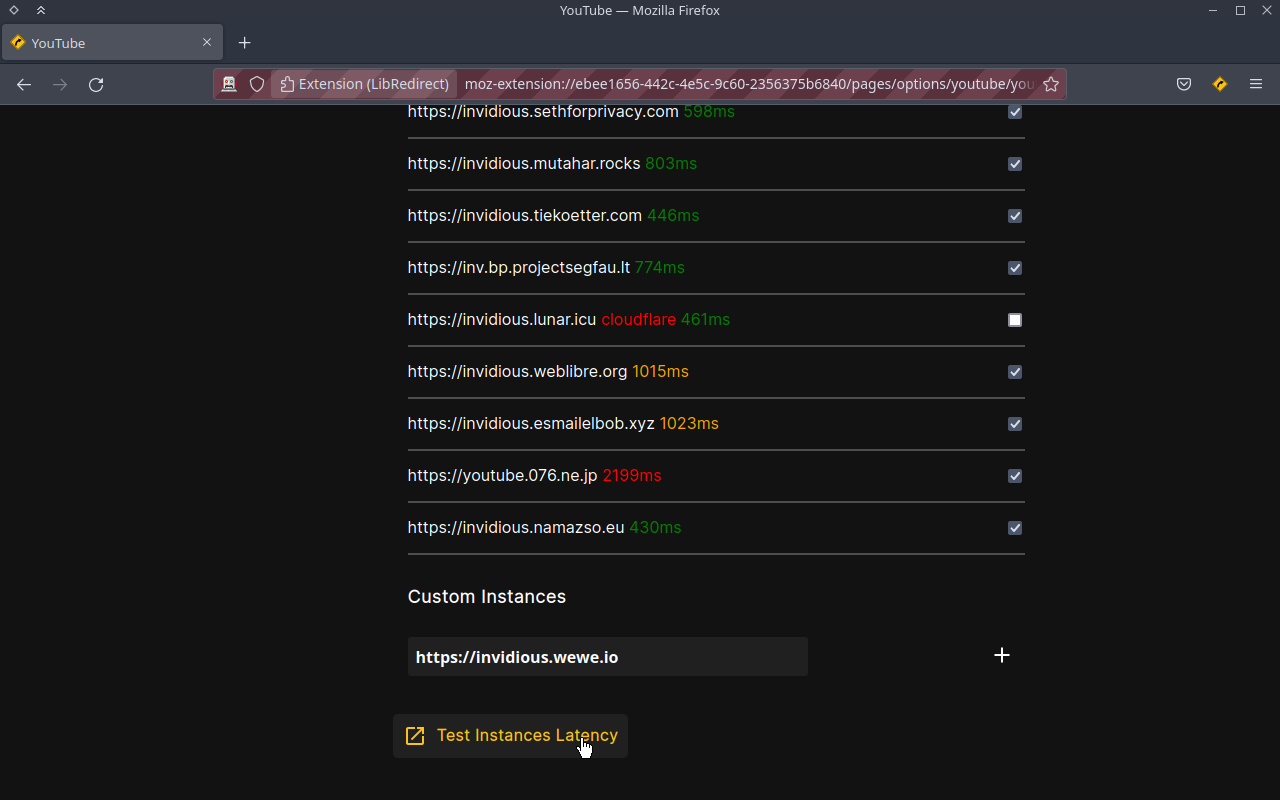 YouTube — Mozilla Firefox
YouTube
Extension (LibRedirect) moz-extension://ebee1656-442c-4e5c-9c60-2356375b6840/pages/options/youtube/you
https://invidious.sethforprivacy.com 598ms
https://invidious.mutahar.rocks 803ms
https://invidious.tiekoetter.com 446ms
https://inv.bp.projectsegfau.lt 774ms
https://invidious.lunar.icu cloudflare 461ms
https://invidious.weblibre.org 1015ms
https://invidious.esmailelbob.xyz 1023ms
https://youtube.076.ne.jp 2199ms
https://invidious.namazso.eu 430ms
Custom Instances
https://invidious.wewe.io
Test Instances Latency